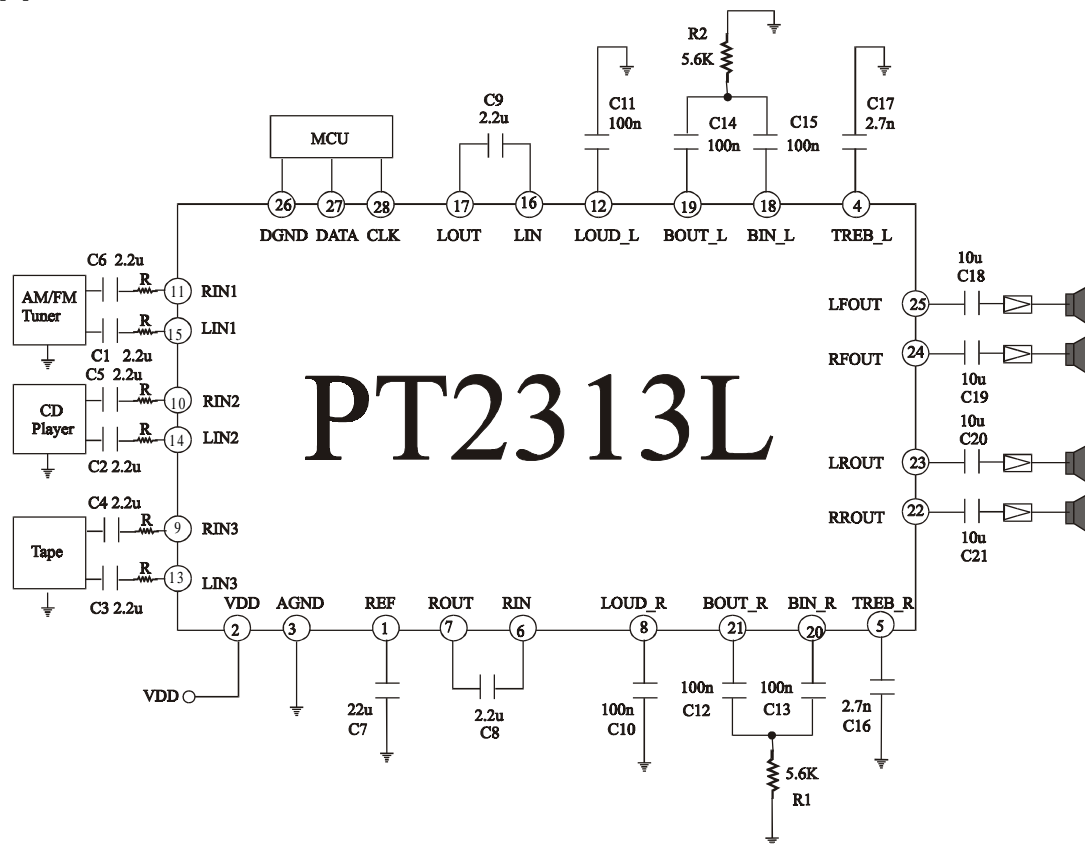 R2
5.6K
C9
2.2u
C11
100n
C14
100n
C15
100n
C17
2.7n
MCU
26
27
28
17
16
12
19
18
4
DGND
DATA
CLK
LOUT
LIN
LOUD_L
BOUT_L
BIN_L
TREB_L
C6 2.2u
R
AM/FM
Tuner
11
RIN1
R
15
LIN1
C1 2.2u
C5 2.2u
R
CD
Player
10
RIN2
R
14
LIN2
C2 2.2u
C4 2.2u
R
Tape
9
RIN3
R
13
LIN3
C3 2.2u
PT2313L
10u
C18
LFOUT
25
RFOUT
24
10u
C19
10u
C20
LROUT
23
RROUT
22
10u
C21
VDD
AGND
REF
ROUT
RIN
LOUD_R
BOUT_R
BIN_R
TREB_R
2
3
1
7
6
8
21
20
5
VDD
22u
C7
2.2u
C8
100n
C10
100n
C12
100n
C13
2.7n
C16
5.6K
R1